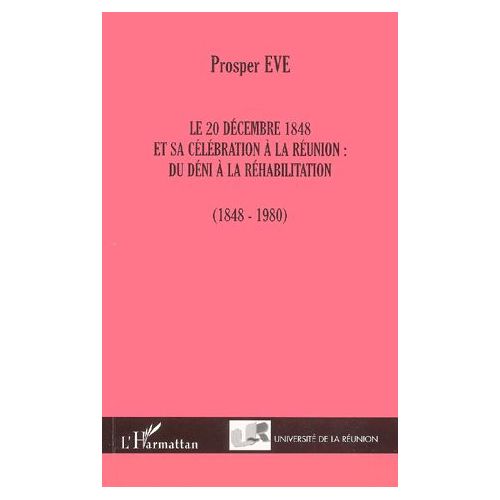 Prosper EVE
LE 20 DÉCEMBRE 1848
ET SA CÉLÉBRATION À LA RÉUNION :
DU DÉNI À LA RÉHABILITATION
(1848 - 1980)
L'Harmattan
UR
UNIVERSITÉ DE LA RÉUNION